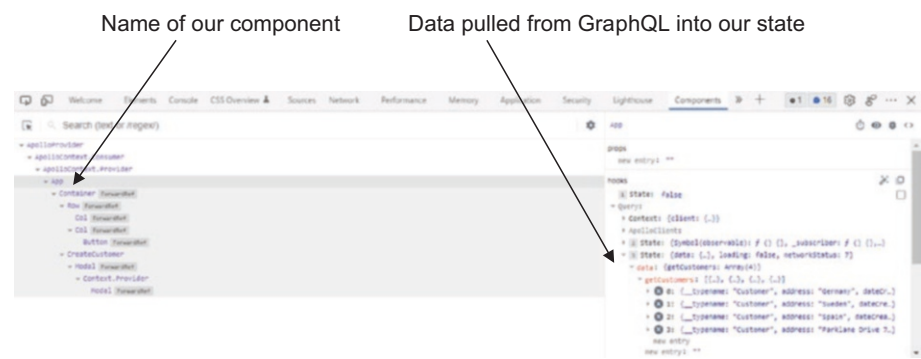 Name of our component
Data pulled from GraphQL into our state
Welcome Elements Console CSS Overview Sources Network Performance Memory Application Security Lighthouse Components
1 16
Search (text or /regex/)
App
ApolloProvider
ApolloContext.Consumer
ApolloContext.Provider
App
Container ForwardRef
Row ForwardRef
Col ForwardRef
Col ForwardRef
Button ForwardRef
CreateCustomer
Modal ForwardRef
Context.Provider
Modal ForwardRef
props
new entry: ""
hooks
1 State: false
Query:
Context: {client: {…}}
ApolloClients
State: {Symbol(observable): ƒ () {}, _subscriber: ƒ () {},…}
State: {data: {…}, loading: false, networkStatus: 7}
data: {getCustomers: Array(4)}
getCustomers: [{…}, {…}, {…}, {…}]
0: {__typename: "Customer", address: "Germany", dateCr…}
1: {__typename: "Customer", address: "Sweden", dateCre…}
2: {__typename: "Customer", address: "Spain", dateCrea…}
3: {__typename: "Customer", address: "Parklane Drive 7…}
new entry
new entry: ""